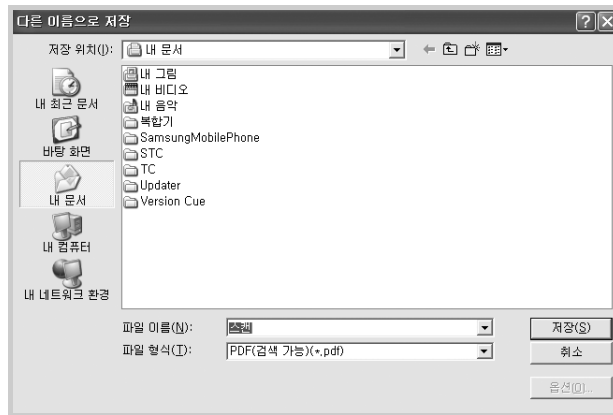 다른 이름으로 저장
저장 위치(I): 내 문서
내 최근 문서
바탕 화면
내 문서
내 컴퓨터
내 네트워크 환경
내 그림
내 비디오
내 음악
복합기
SamsungMobilePhone
STC
TC
Updater
Version Cue
파일 이름(N): 스캔 저장(S)
파일 형식(T): PDF(검색 가능)(*.pdf) 취소
옵션(O)...